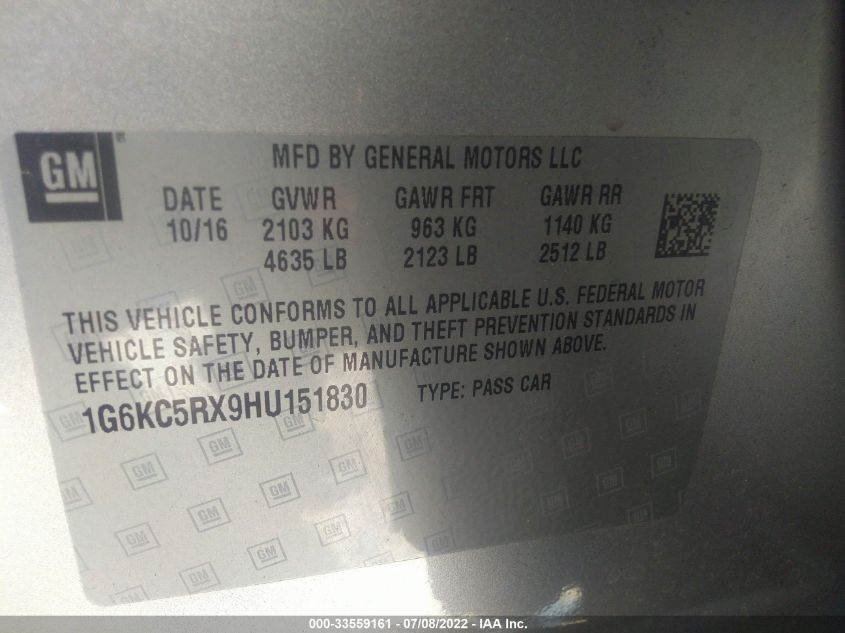 GM
MFD BY GENERAL MOTORS LLC
DATE GVWR GAWR FRT GAWR RR
10/16 2103 KG 963 KG 1140 KG
4635 LB 2123 LB 2512 LB
THIS VEHICLE CONFORMS TO ALL APPLICABLE U.S. FEDERAL MOTOR
VEHICLE SAFETY, BUMPER, AND THEFT PREVENTION STANDARDS IN
EFFECT ON THE DATE OF MANUFACTURE SHOWN ABOVE.
1G6KC5RX9HU151830 TYPE: PASS CAR
000-33559161 - 07/08/2022 - IAA Inc.